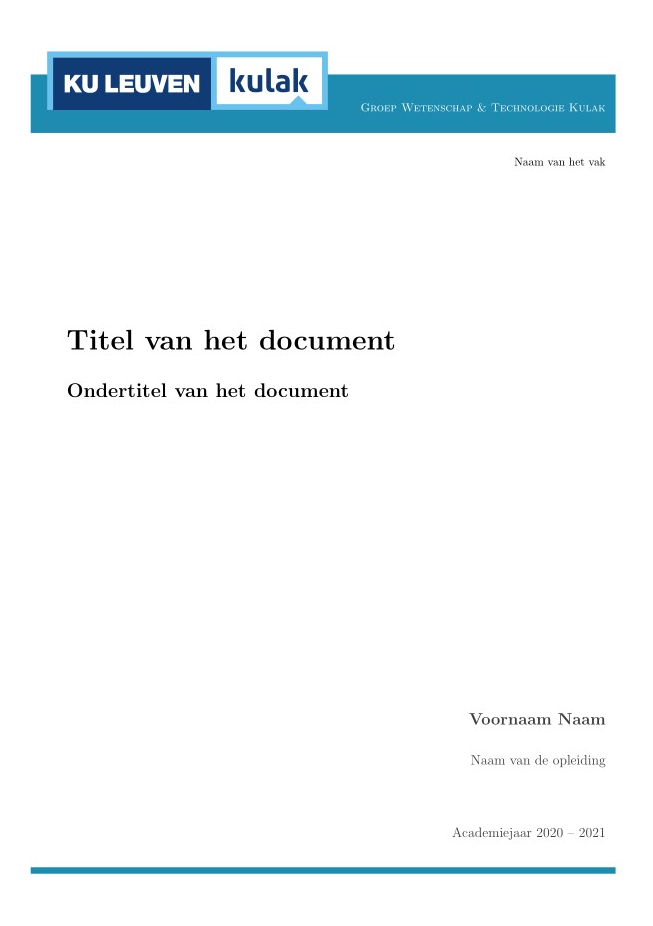 KU LEUVEN kulak
Groep Wetenschap & Technologie Kulak
Naam van het vak
Titel van het document
Ondertitel van het document
Voornaam Naam
Naam van de opleiding
Academiejaar 2020 – 2021